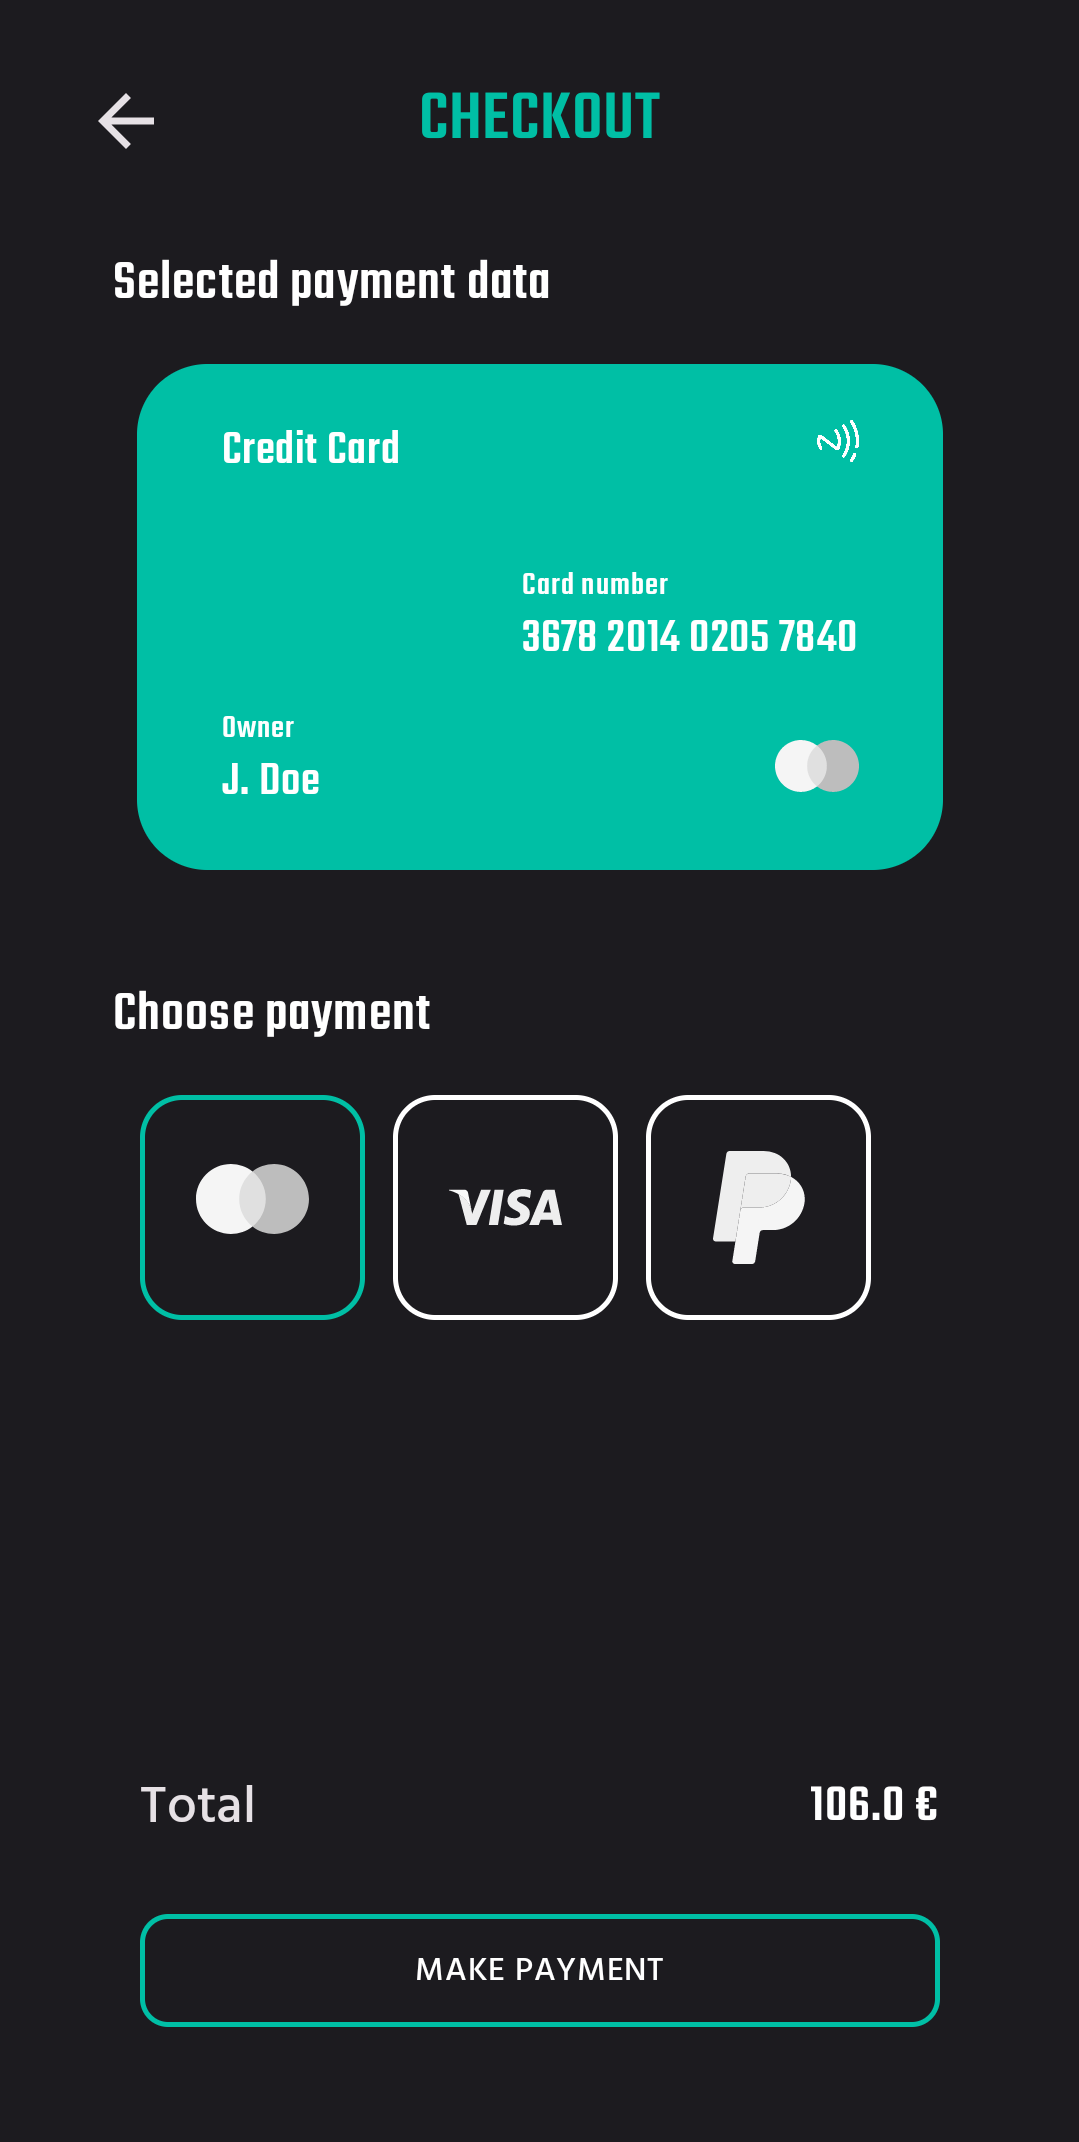 CHECKOUT
Selected payment data
Credit Card
Card number
3678 2014 0205 7840
Owner
J. Doe
Choose payment
VISA
Total
106.0 €
MAKE PAYMENT